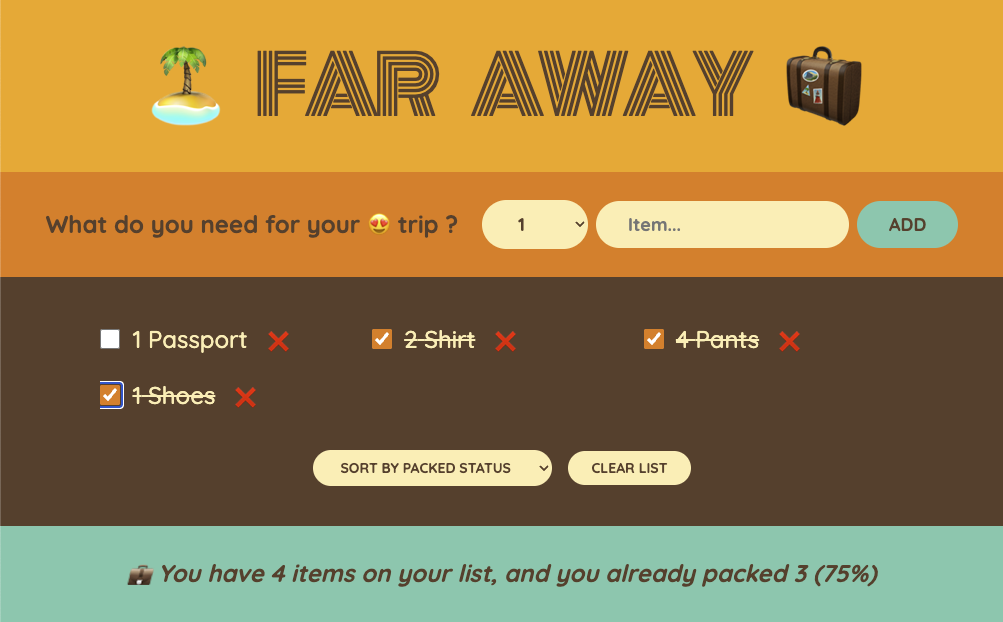 FAR AWAY
What do you need for your 😍 trip ? 1 Item... ADD
1 Passport ❌ 2 Shirt ❌ 4 Pants ❌
1 Shoes ❌
SORT BY PACKED STATUS CLEAR LIST
💼 You have 4 items on your list, and you already packed 3 (75%)